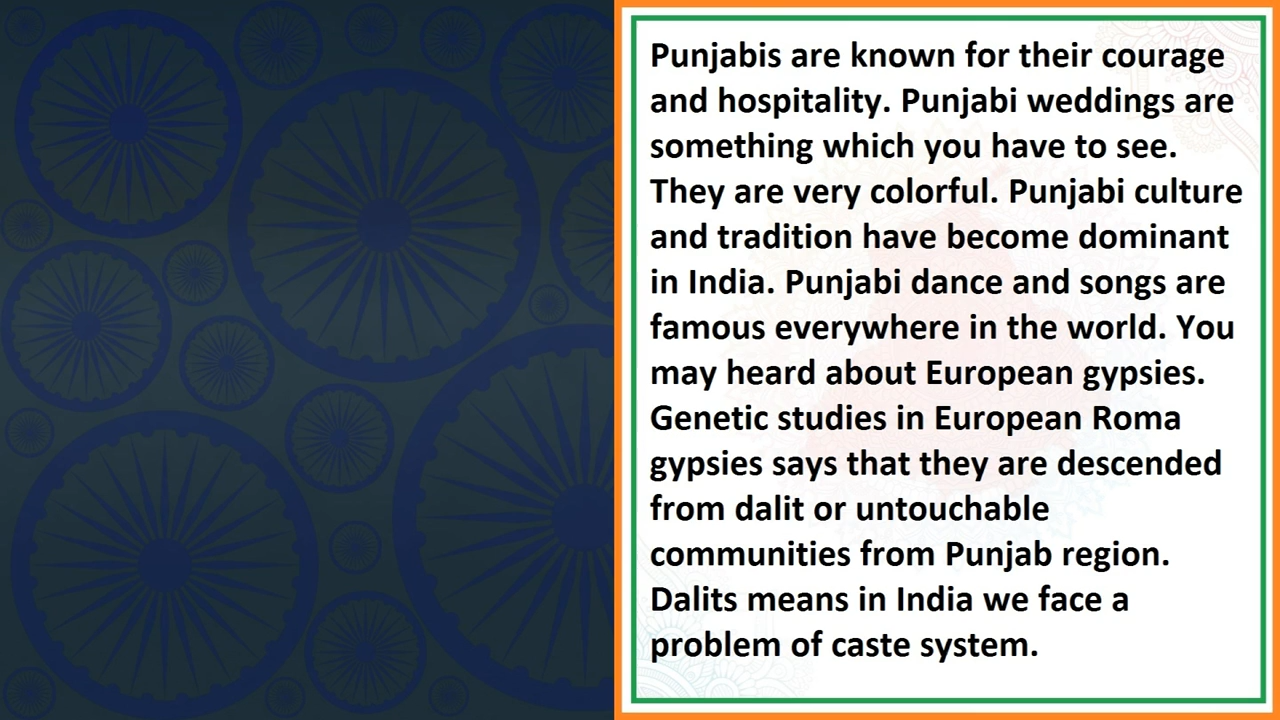 Punjabis are known for their courage
and hospitality. Punjabi weddings are
something which you have to see.
They are very colorful. Punjabi culture
and tradition have become dominant
in India. Punjabi dance and songs are
famous everywhere in the world. You
may heard about European gypsies.
Genetic studies in European Roma
gypsies says that they are descended
from dalit or untouchable
communities from Punjab region.
Dalits means in India we face a
problem of caste system.